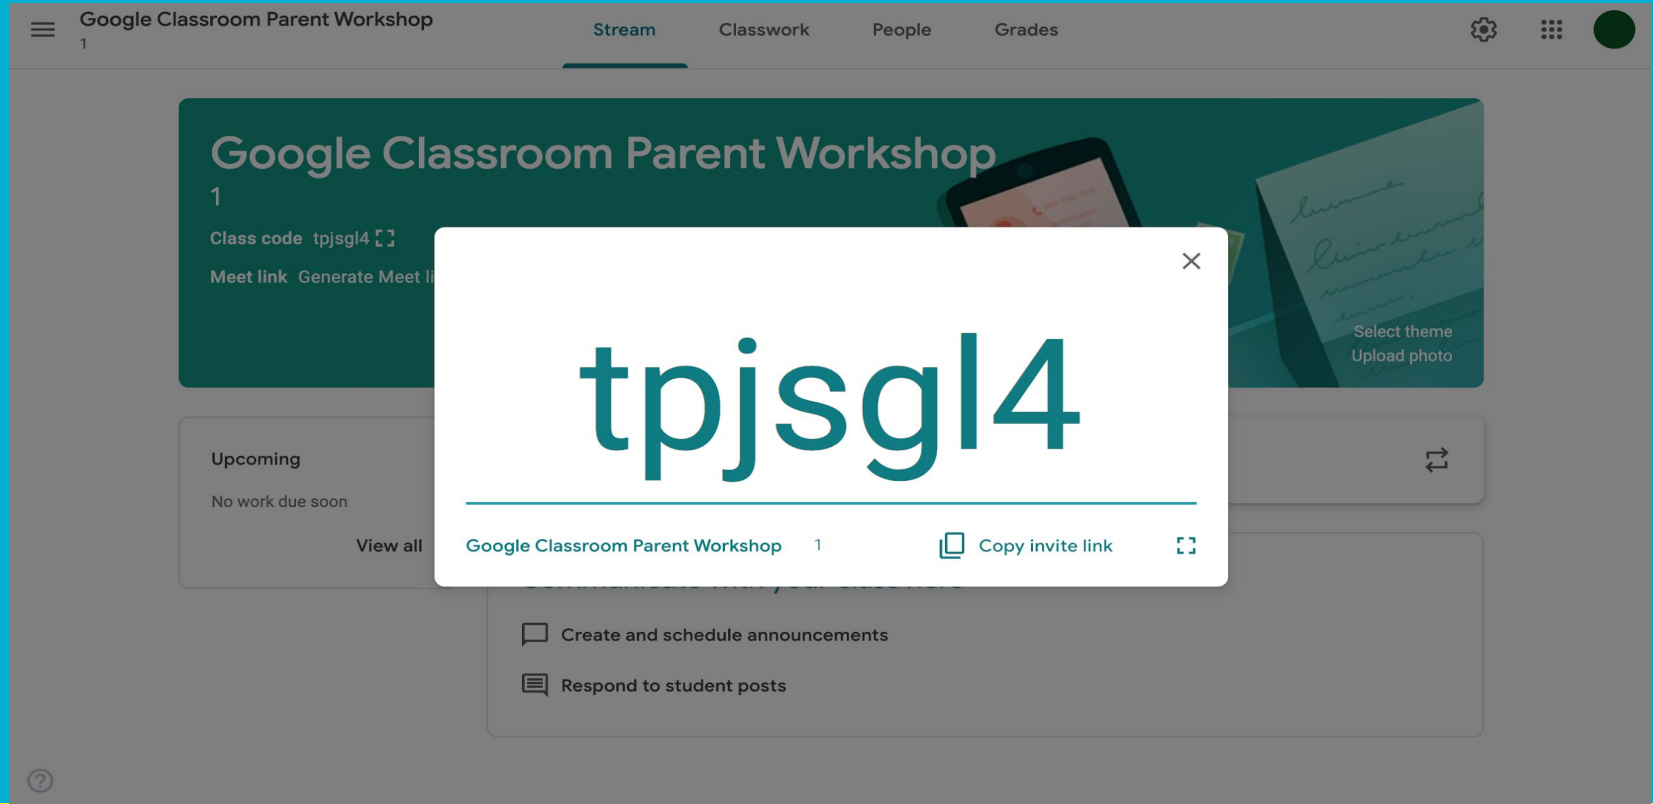 Google Classroom Parent Workshop
1
Stream Classwork People Grades
Google Classroom Parent Workshop
1
Class code tpjsgl4
Meet link Generate Meet li
Select theme
Upload photo
tpjsgl4
Google Classroom Parent Workshop 1 Copy invite link
Upcoming
No work due soon
View all
Create and schedule announcements
Respond to student posts